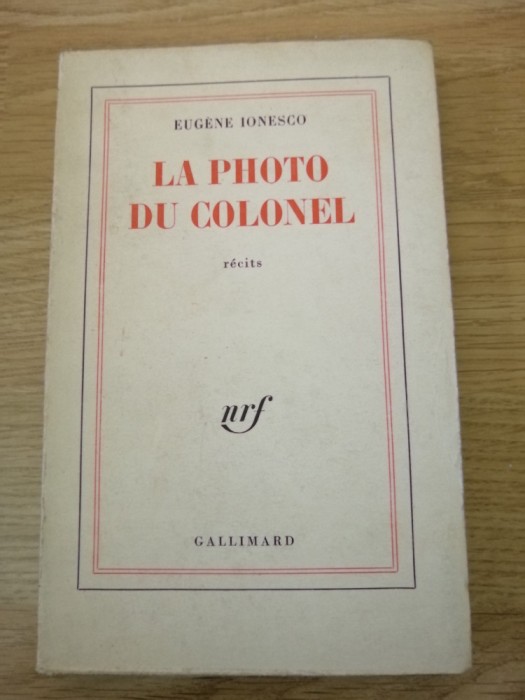 EUGÈNE IONESCO
LA PHOTO
DU COLONEL
récits
nrf
GALLIMARD